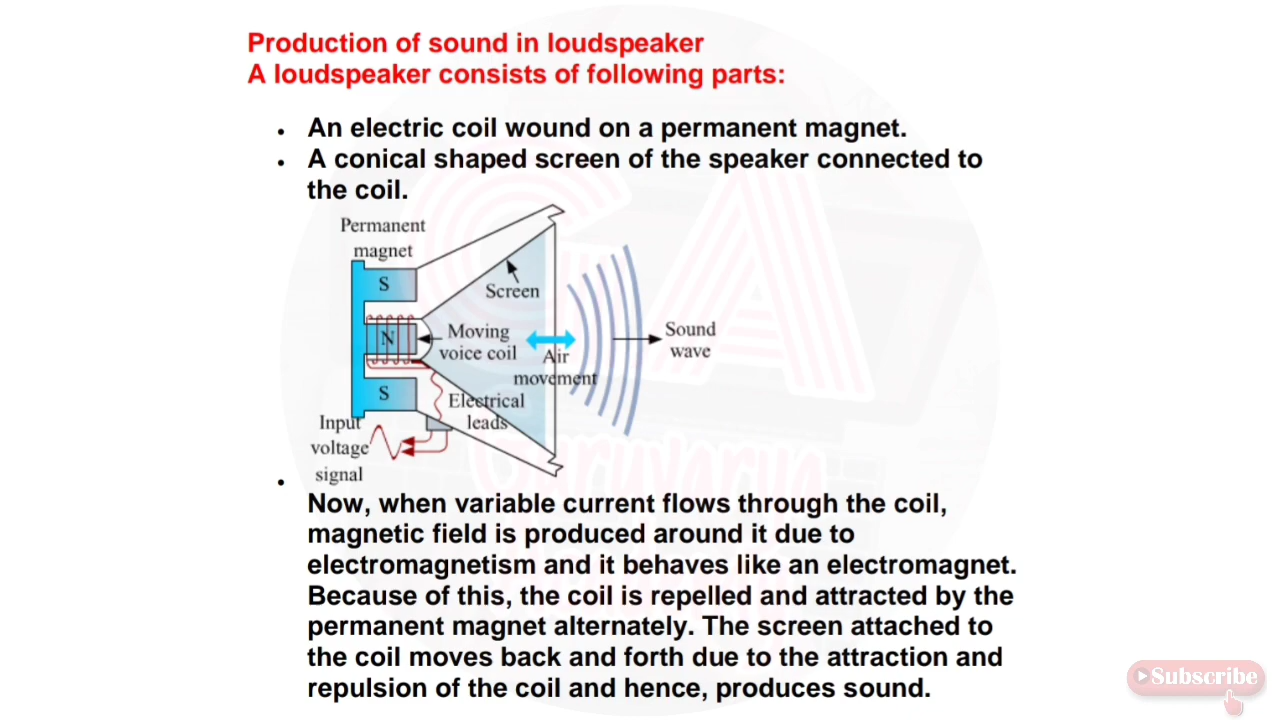 Production of sound in loudspeaker
A loudspeaker consists of following parts:
• An electric coil wound on a permanent magnet.
• A conical shaped screen of the speaker connected to
the coil.
Permanent
magnet
S
Screen
N
Moving
voice coil
Air
movement
Sound
wave
S
Electrical
leads
Input
voltage
signal
•
Now, when variable current flows through the coil,
magnetic field is produced around it due to
electromagnetism and it behaves like an electromagnet.
Because of this, the coil is repelled and attracted by the
permanent magnet alternately. The screen attached to
the coil moves back and forth due to the attraction and
repulsion of the coil and hence, produces sound.
Subscribe